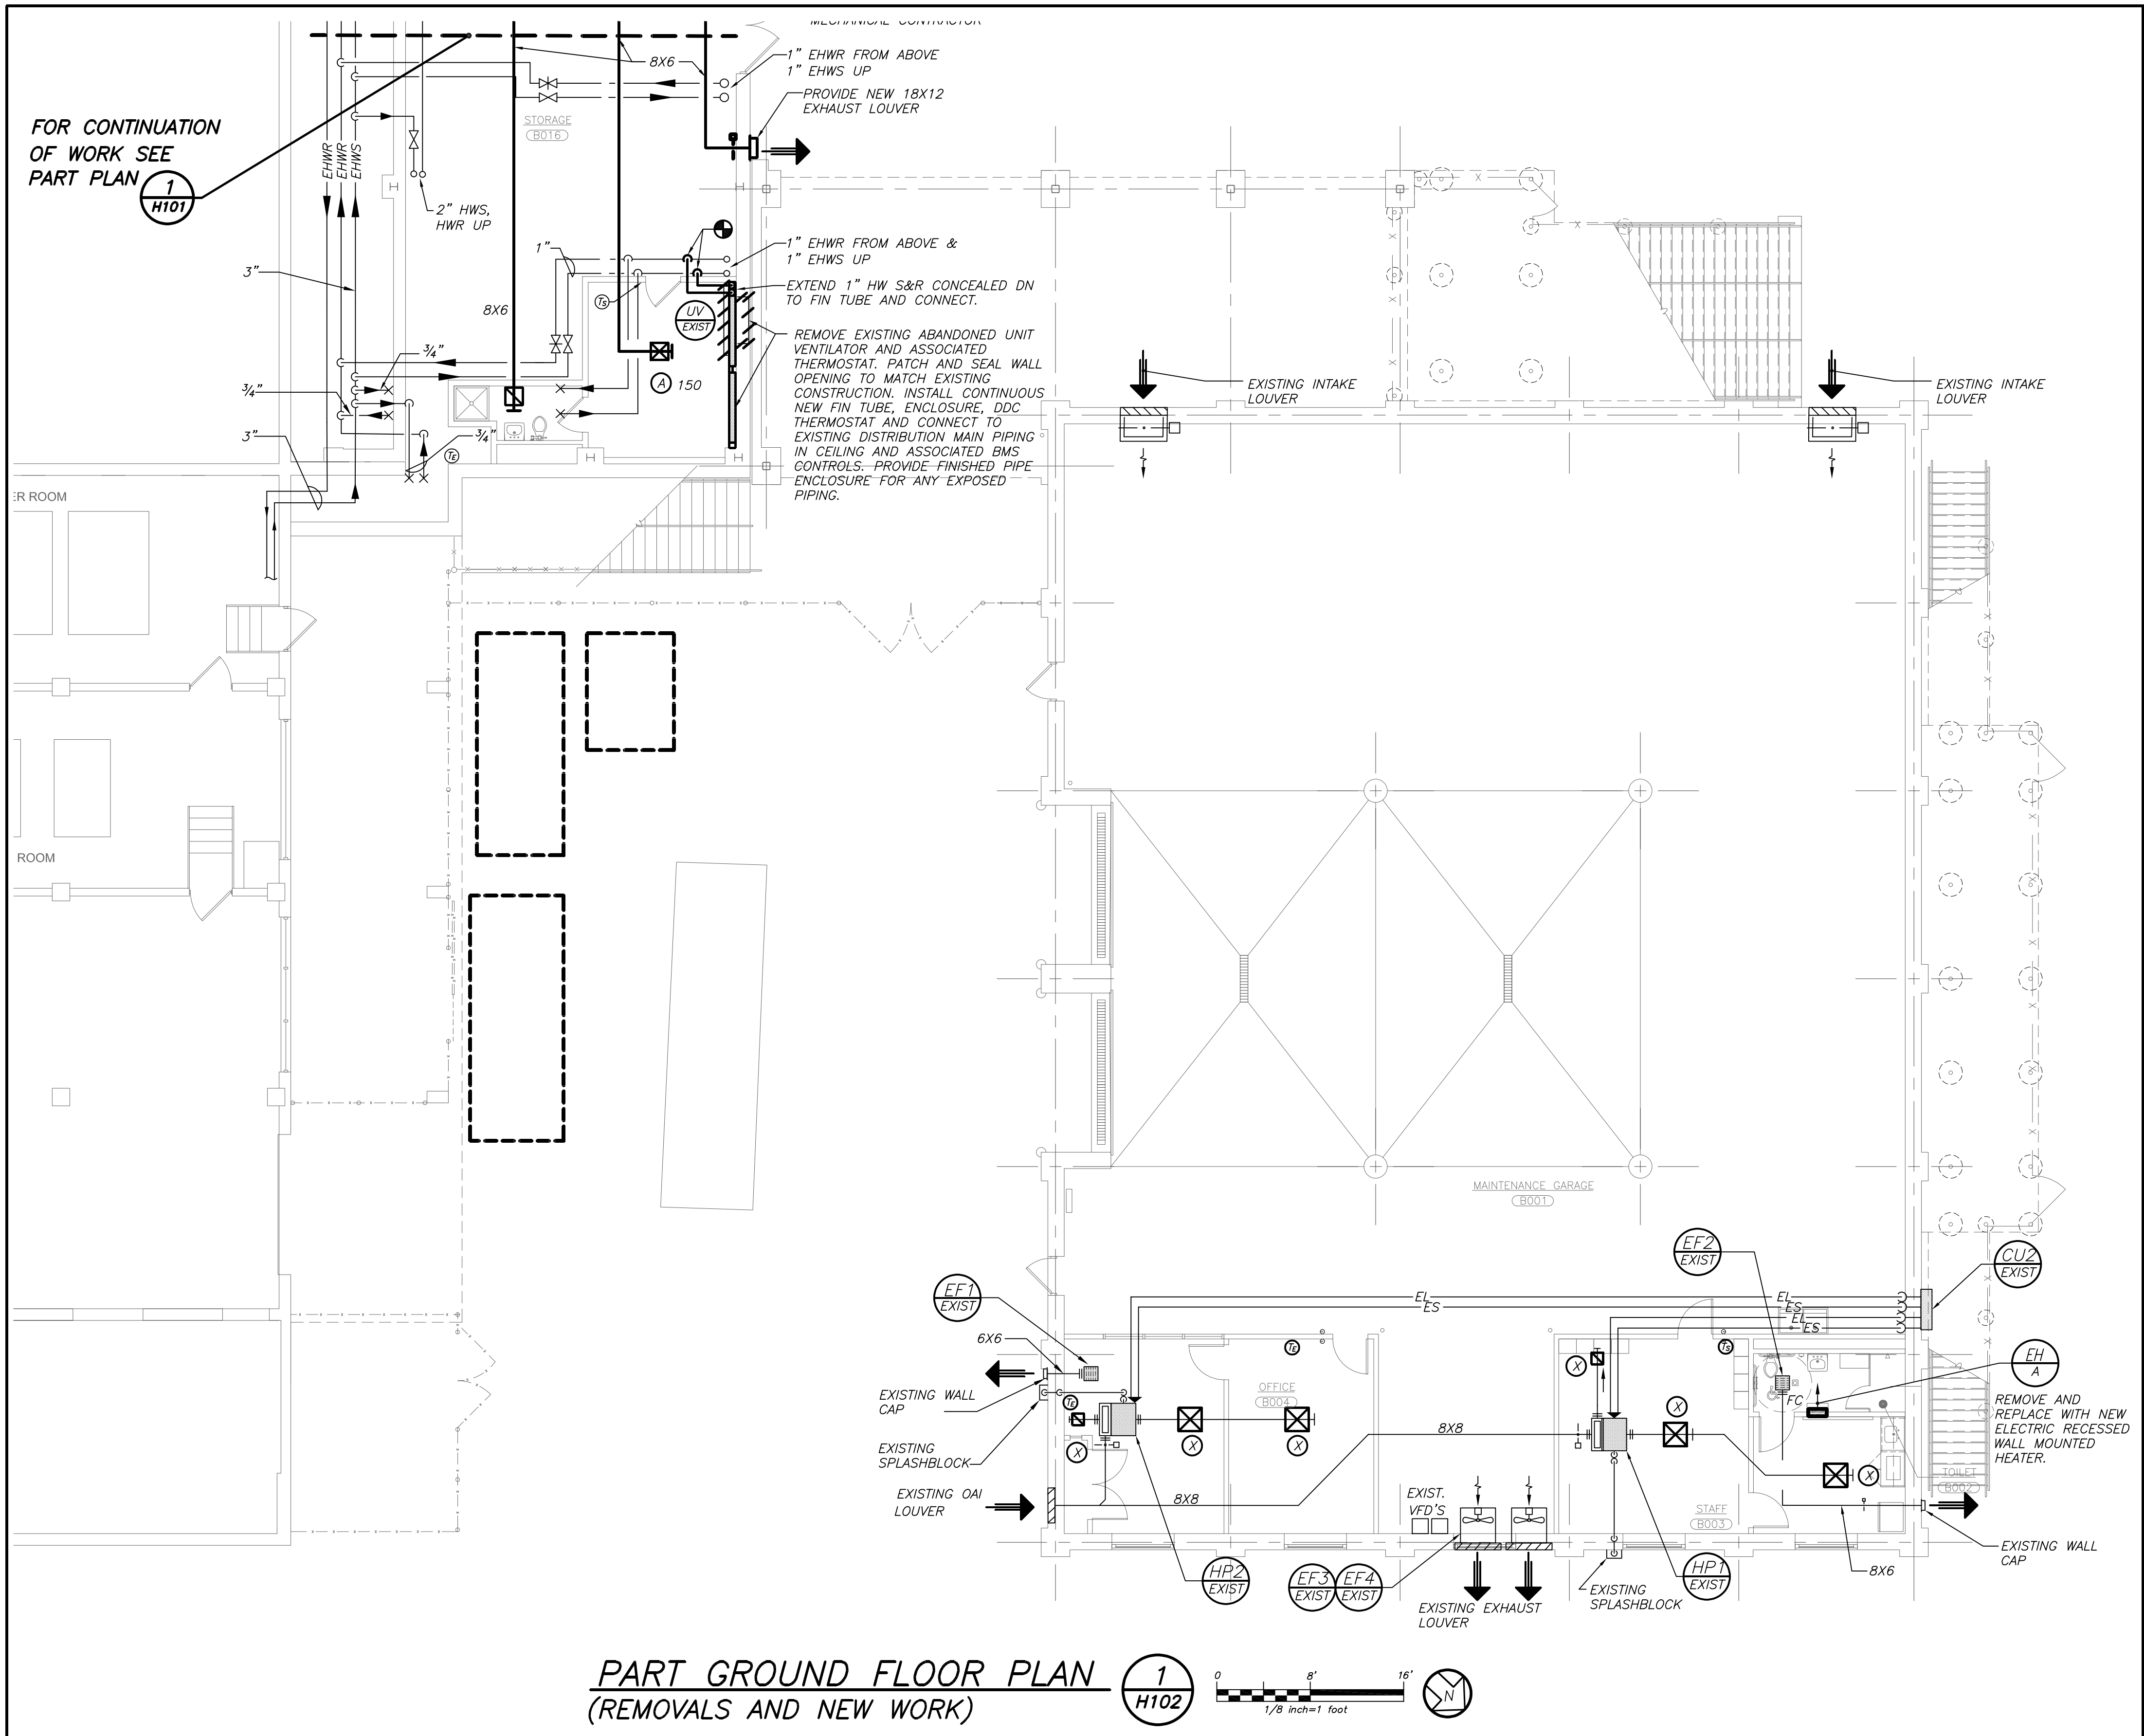 MECHANICAL CONTRACTOR
8X6
1" EHWR FROM ABOVE
1" EHWS UP
PROVIDE NEW 18X12
EXHAUST LOUVER
STORAGE
B016
FOR CONTINUATION
OF WORK SEE
PART PLAN
1
H101
EHWR
EHWR
EHWS
2" HWS,
HWR UP
1"
3"
8X6
TS
UV
EXIST
1" EHWR FROM ABOVE &
1" EHWS UP
EXTEND 1" HW S&R CONCEALED DN
TO FIN TUBE AND CONNECT.
REMOVE EXISTING ABANDONED UNIT
VENTILATOR AND ASSOCIATED
THERMOSTAT. PATCH AND SEAL WALL
OPENING TO MATCH EXISTING
CONSTRUCTION. INSTALL CONTINUOUS
NEW FIN TUBE, ENCLOSURE, DDC
THERMOSTAT AND CONNECT TO
EXISTING DISTRIBUTION MAIN PIPING
IN CEILING AND ASSOCIATED BMS
CONTROLS. PROVIDE FINISHED PIPE
ENCLOSURE FOR ANY EXPOSED
PIPING.
A 150
3/4"
3/4"
3"
3/4"
TE
ER ROOM
ROOM
EXISTING INTAKE
LOUVER
EXISTING INTAKE
LOUVER
MAINTENANCE GARAGE
B001
EF2
EXIST
CU2
EXIST
EF1
EXIST
EL
ES
EL
ES
EL
ES
6X6
TE
TS
EH
A
REMOVE AND
REPLACE WITH NEW
ELECTRIC RECESSED
WALL MOUNTED
HEATER.
EXISTING WALL
CAP
OFFICE
B004
TE
X
X
X
X
X
X
FC
EXISTING
SPLASHBLOCK
8X8
EXISTING OAI
LOUVER
8X8
EXIST.
VFD'S
TOILET
B002
STAFF
B003
EXISTING WALL
CAP
8X6
HP2
EXIST
EF3
EXIST
EF4
EXIST
HP1
EXIST
EXISTING
SPLASHBLOCK
EXISTING EXHAUST
LOUVER
PART GROUND FLOOR PLAN
(REMOVALS AND NEW WORK)
1
H102
0 8' 16'
1/8 inch=1 foot
N